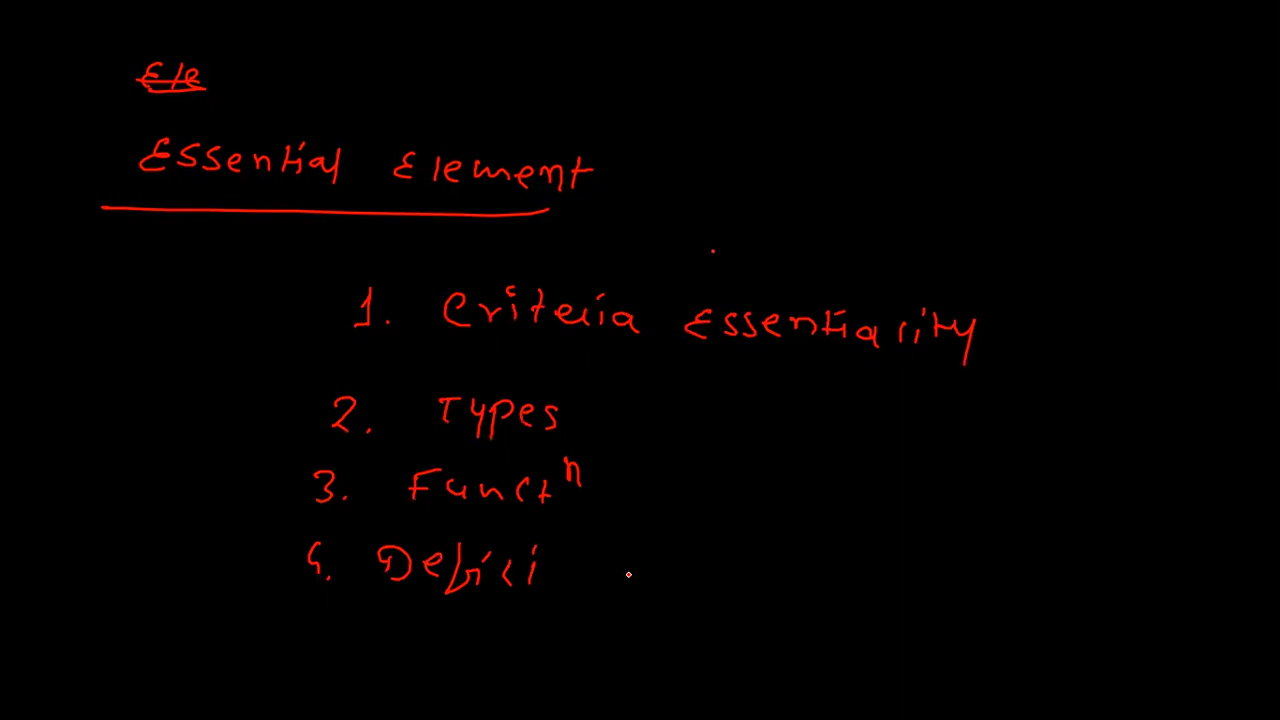 Ele
Essential Element
1. Criteria Essentiality
2. Types
3. Functⁿ
4. Defici